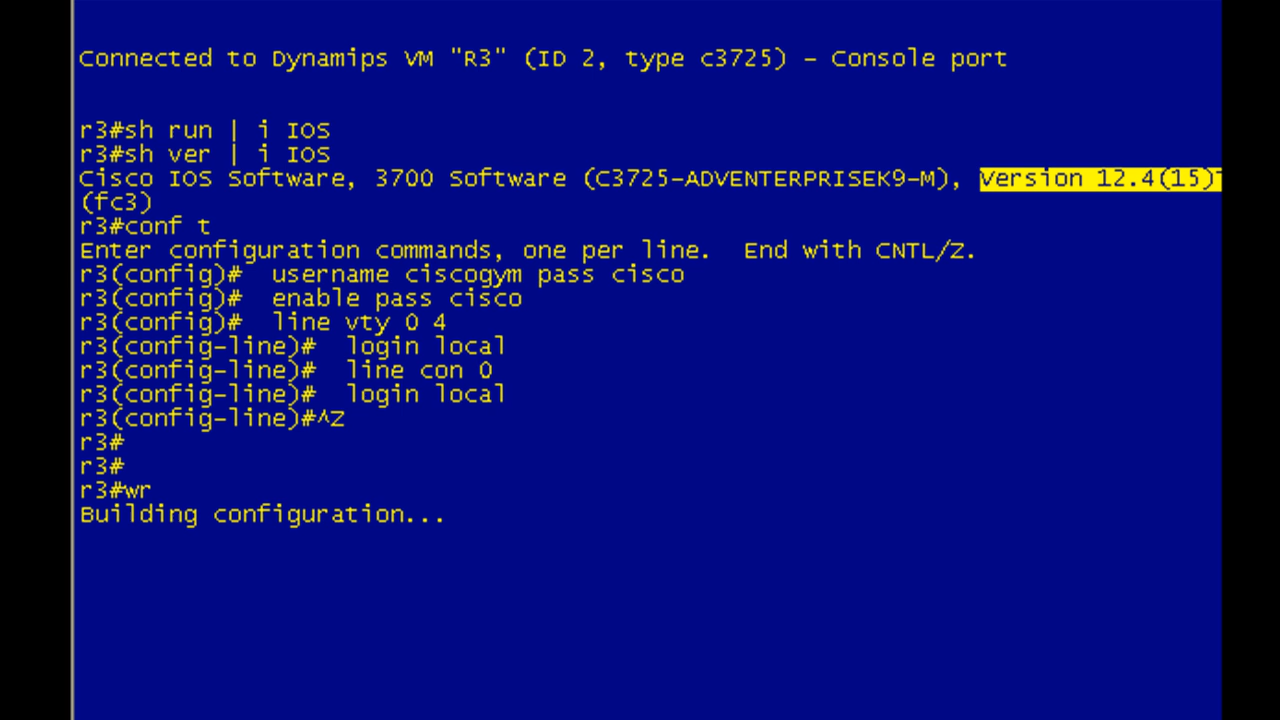 Connected to Dynamips VM "R3" (ID 2, type c3725) - Console port
r3#sh run | i IOS
r3#sh ver | i IOS
Cisco IOS Software, 3700 Software (C3725-ADVENTERPRISEK9-M), Version 12.4(15)T
(fc3)
r3#conf t
Enter configuration commands, one per line.  End with CNTL/Z.
r3(config)#  username ciscogym pass cisco
r3(config)#  enable pass cisco
r3(config)#  line vty 0 4
r3(config-line)#  login local
r3(config-line)#  line con 0
r3(config-line)#  login local
r3(config-line)#^Z
r3#
r3#
r3#wr
Building configuration...